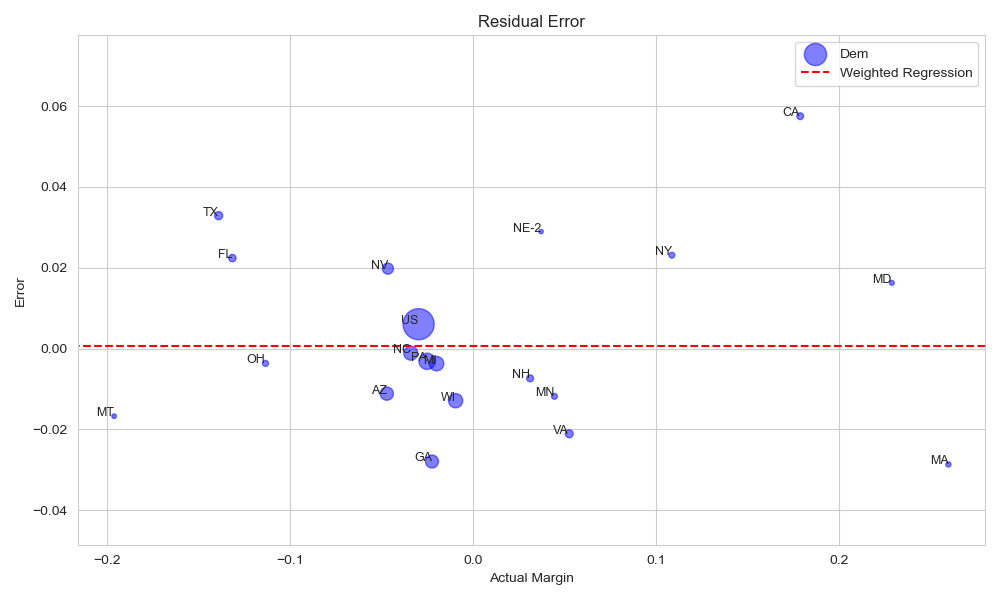 Residual Error
Dem
Weighted Regression
0.06
0.04
0.02
0.00
−0.02
−0.04
Error
CA
TX
NE-2
FL
NY
NV
MD
US
NC
PA
MI
OH
NH
AZ
MN
WI
MT
VA
GA
MA
−0.2
−0.1
0.0
0.1
0.2
Actual Margin